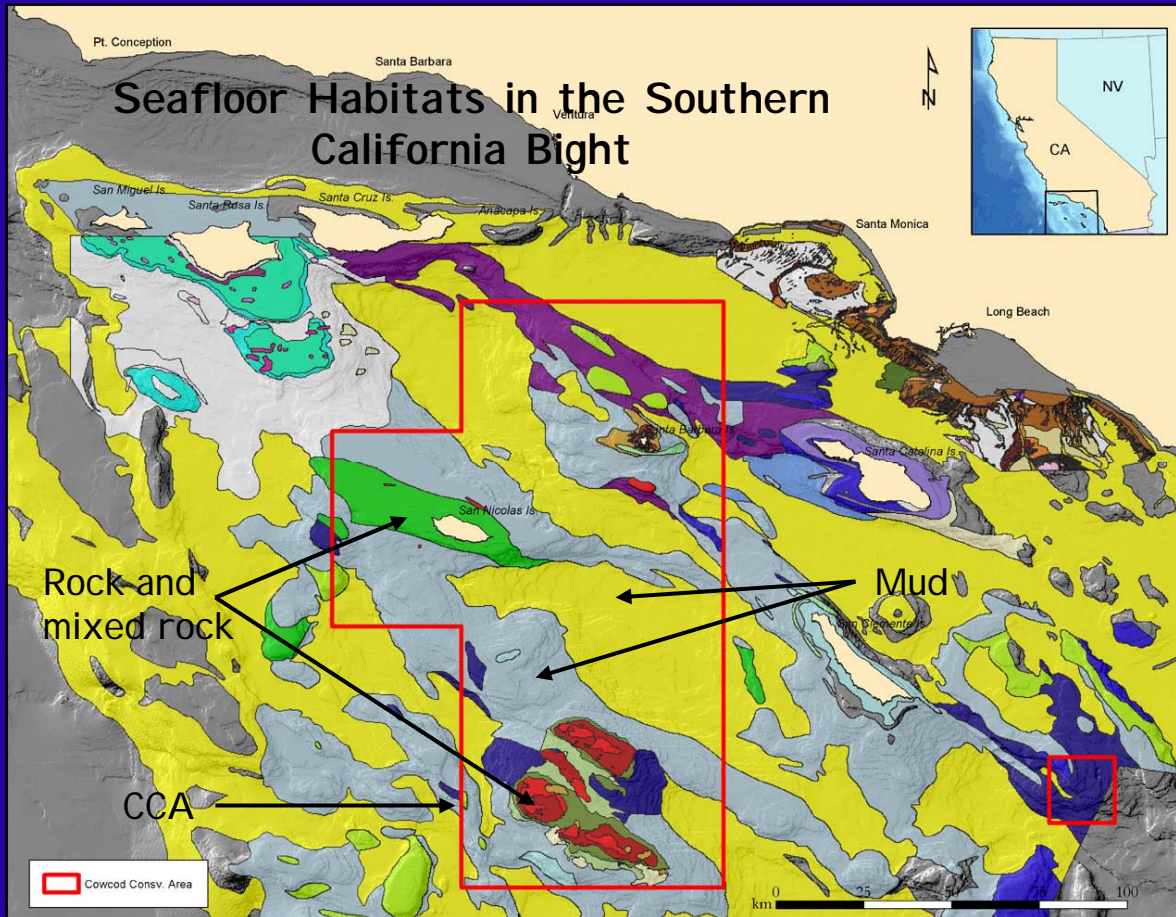 Pt. Conception
Santa Barbara
Seafloor Habitats in the Southern
California Bight
Ventura
N
NV
CA
San Miguel Is.
Santa Rosa Is.
Santa Cruz Is.
Anacapa Is.
Santa Monica
Long Beach
Santa Barbara Is.
Santa Catalina Is.
San Nicolas Is.
Rock and
mixed rock
Mud
San Clemente Is.
CCA
Cowcod Consv. Area
0 25 50 75 100
km